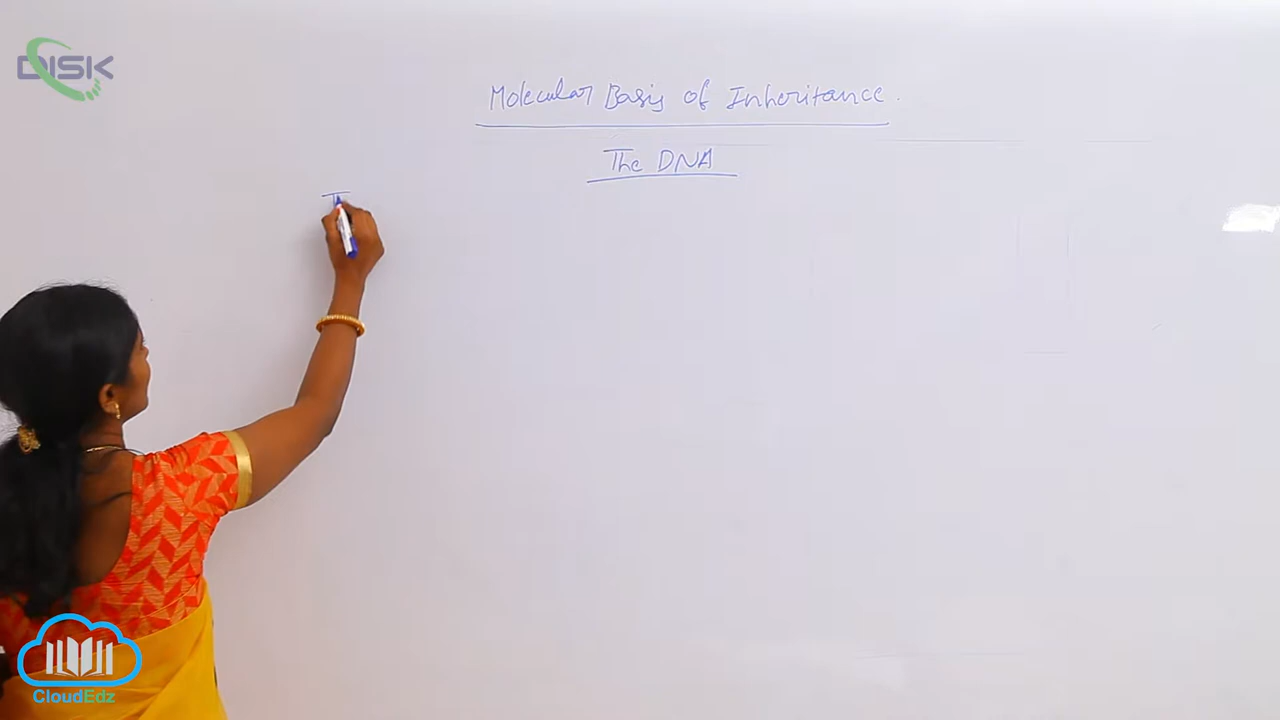 DISK
Molecular Basis of Inheritance.
The DNA
T
CloudEdz